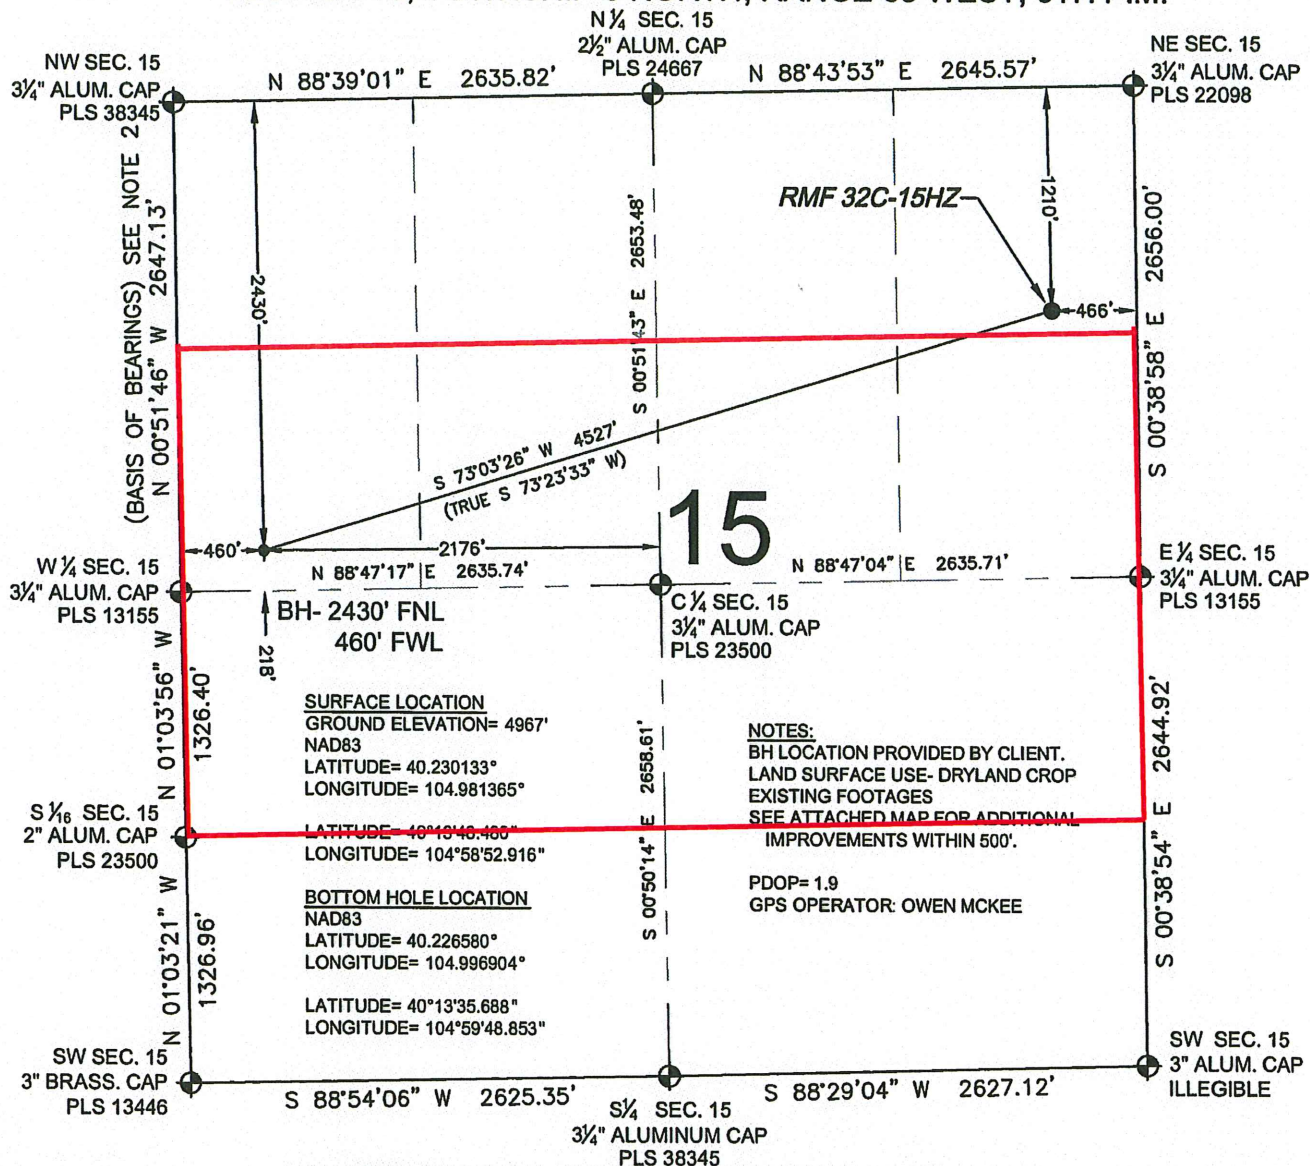 N ¼ SEC. 15
2½" ALUM. CAP
PLS 24667
NW SEC. 15
3¼" ALUM. CAP
PLS 38345
N 88°39'01" E 2635.82'
N 88°43'53" E 2645.57'
NE SEC. 15
3¼" ALUM. CAP
PLS 22098
(BASIS OF BEARINGS) SEE NOTE 2
N 00°51'46" W 2647.13'
2430'
S 00°51'43" E 2653.48'
RMF 32C-15HZ
1210'
466'
S 00°38'58" E 2656.00'
S 73°03'26" W 4527'
(TRUE S 73°23'33" W)
15
460'
2176'
W ¼ SEC. 15
3¼" ALUM. CAP
PLS 13155
N 88°47'17" E 2635.74'
N 88°47'04" E 2635.71'
E ¼ SEC. 15
3¼" ALUM. CAP
PLS 13155
BH- 2430' FNL
460' FWL
218'
C ¼ SEC. 15
3¼" ALUM. CAP
PLS 23500
N 01°03'56" W
1326.40'
SURFACE LOCATION
GROUND ELEVATION= 4967'
NAD83
LATITUDE= 40.230133°
LONGITUDE= 104.981365°
LONGITUDE= 104°58'52.916"
BOTTOM HOLE LOCATION
NAD83
LATITUDE= 40.226580°
LONGITUDE= 104.996904°
LATITUDE= 40°13'35.688"
LONGITUDE= 104°59'48.853"
S 00°50'14" E 2658.61'
NOTES:
BH LOCATION PROVIDED BY CLIENT.
LAND SURFACE USE- DRYLAND CROP
EXISTING FOOTAGES
SEE ATTACHED MAP FOR ADDITIONAL
IMPROVEMENTS WITHIN 500'.
PDOP= 1.9
GPS OPERATOR: OWEN MCKEE
S 00°38'54" E 2644.92'
S 1⁄16 SEC. 15
2" ALUM. CAP
PLS 23500
N 01°03'21" W
1326.96'
SW SEC. 15
3" BRASS. CAP
PLS 13446
S 88°54'06" W 2625.35'
S¼ SEC. 15
3¼" ALUMINUM CAP
PLS 38345
S 88°29'04" W 2627.12'
SW SEC. 15
3" ALUM. CAP
ILLEGIBLE